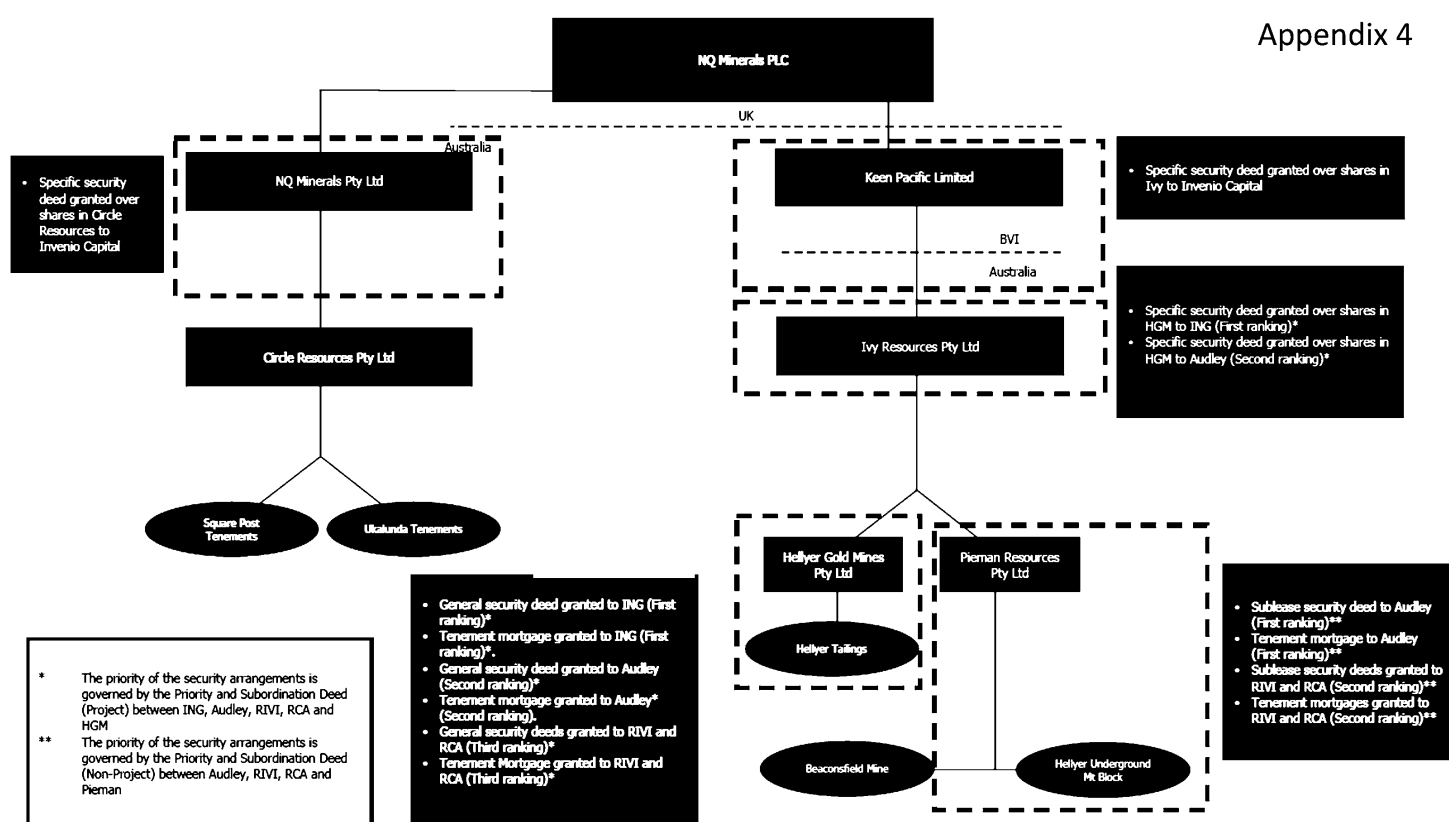 Appendix 4
NQ Minerals PLC
UK
Australia
• Specific security
deed granted over
shares in Circle
Resources to
Invenio Capital
NQ Minerals Pty Ltd
Keen Pacific Limited
• Specific security deed granted over shares in
Ivy to Invenio Capital
BVI
Australia
• Specific security deed granted over shares in
HGM to ING (First ranking)*
• Specific security deed granted over shares in
HGM to Audley (Second ranking)*
Circle Resources Pty Ltd
Ivy Resources Pty Ltd
Square Post
Tenements
Ukalunda Tenements
Hellyer Gold Mines
Pty Ltd
Pieman Resources
Pty Ltd
Hellyer Tailings
• General security deed granted to ING (First
ranking)*
• Tenement mortgage granted to ING (First
ranking)*.
• General security deed granted to Audley
(Second ranking)*
• Tenement mortgage granted to Audley*
(Second ranking).
• General security deeds granted to RIVI and
RCA (Third ranking)*
• Tenement Mortgage granted to RIVI and
RCA (Third ranking)*
• Sublease security deed to Audley
(First ranking)**
• Tenement mortgage to Audley
(First ranking)**
• Sublease security deeds granted to
RIVI and RCA (Second ranking)**
• Tenement mortgages granted to
RIVI and RCA (Second ranking)**
Beaconsfield Mine
Hellyer Underground
Mt Block
* The priority of the security arrangements is
governed by the Priority and Subordination Deed
(Project) between ING, Audley, RIVI, RCA and
HGM
** The priority of the security arrangements is
governed by the Priority and Subordination Deed
(Non-Project) between Audley, RIVI, RCA and
Pieman